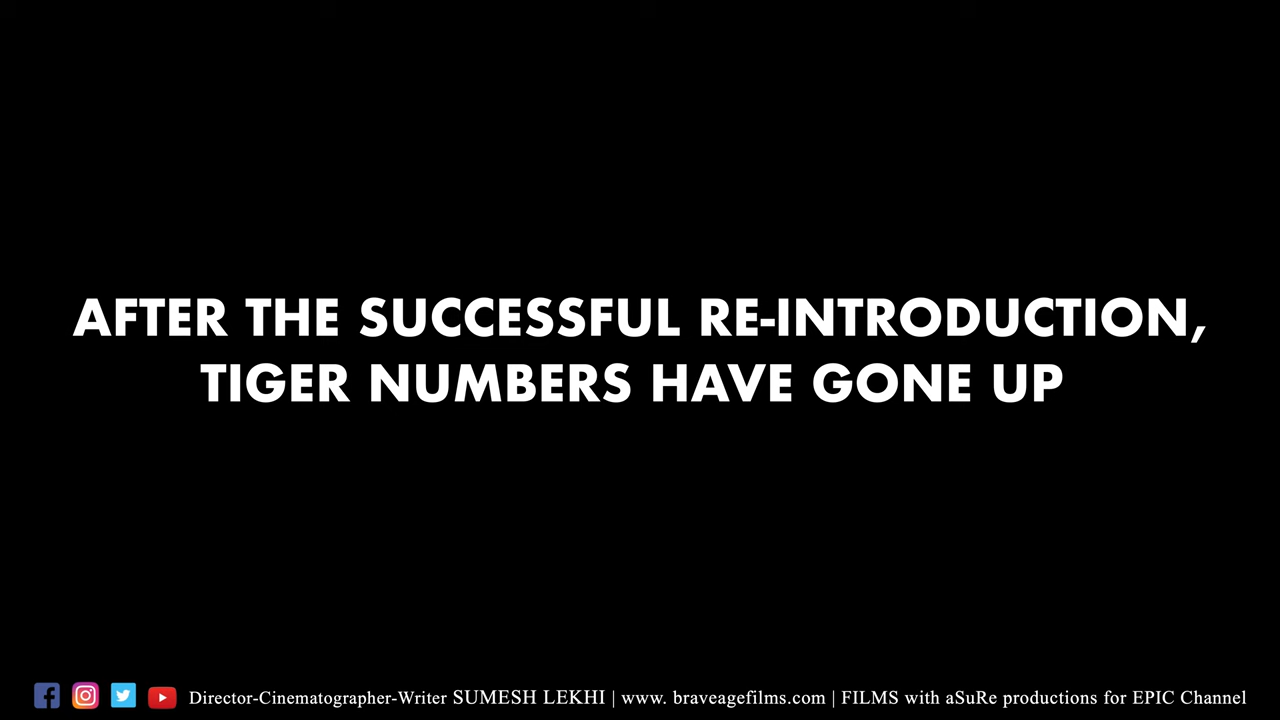 AFTER THE SUCCESSFUL RE-INTRODUCTION,
TIGER NUMBERS HAVE GONE UP
Director-Cinematographer-Writer SUMESH LEKHI | www. braveagefilms.com | FILMS with aSuRe productions for EPIC Channel